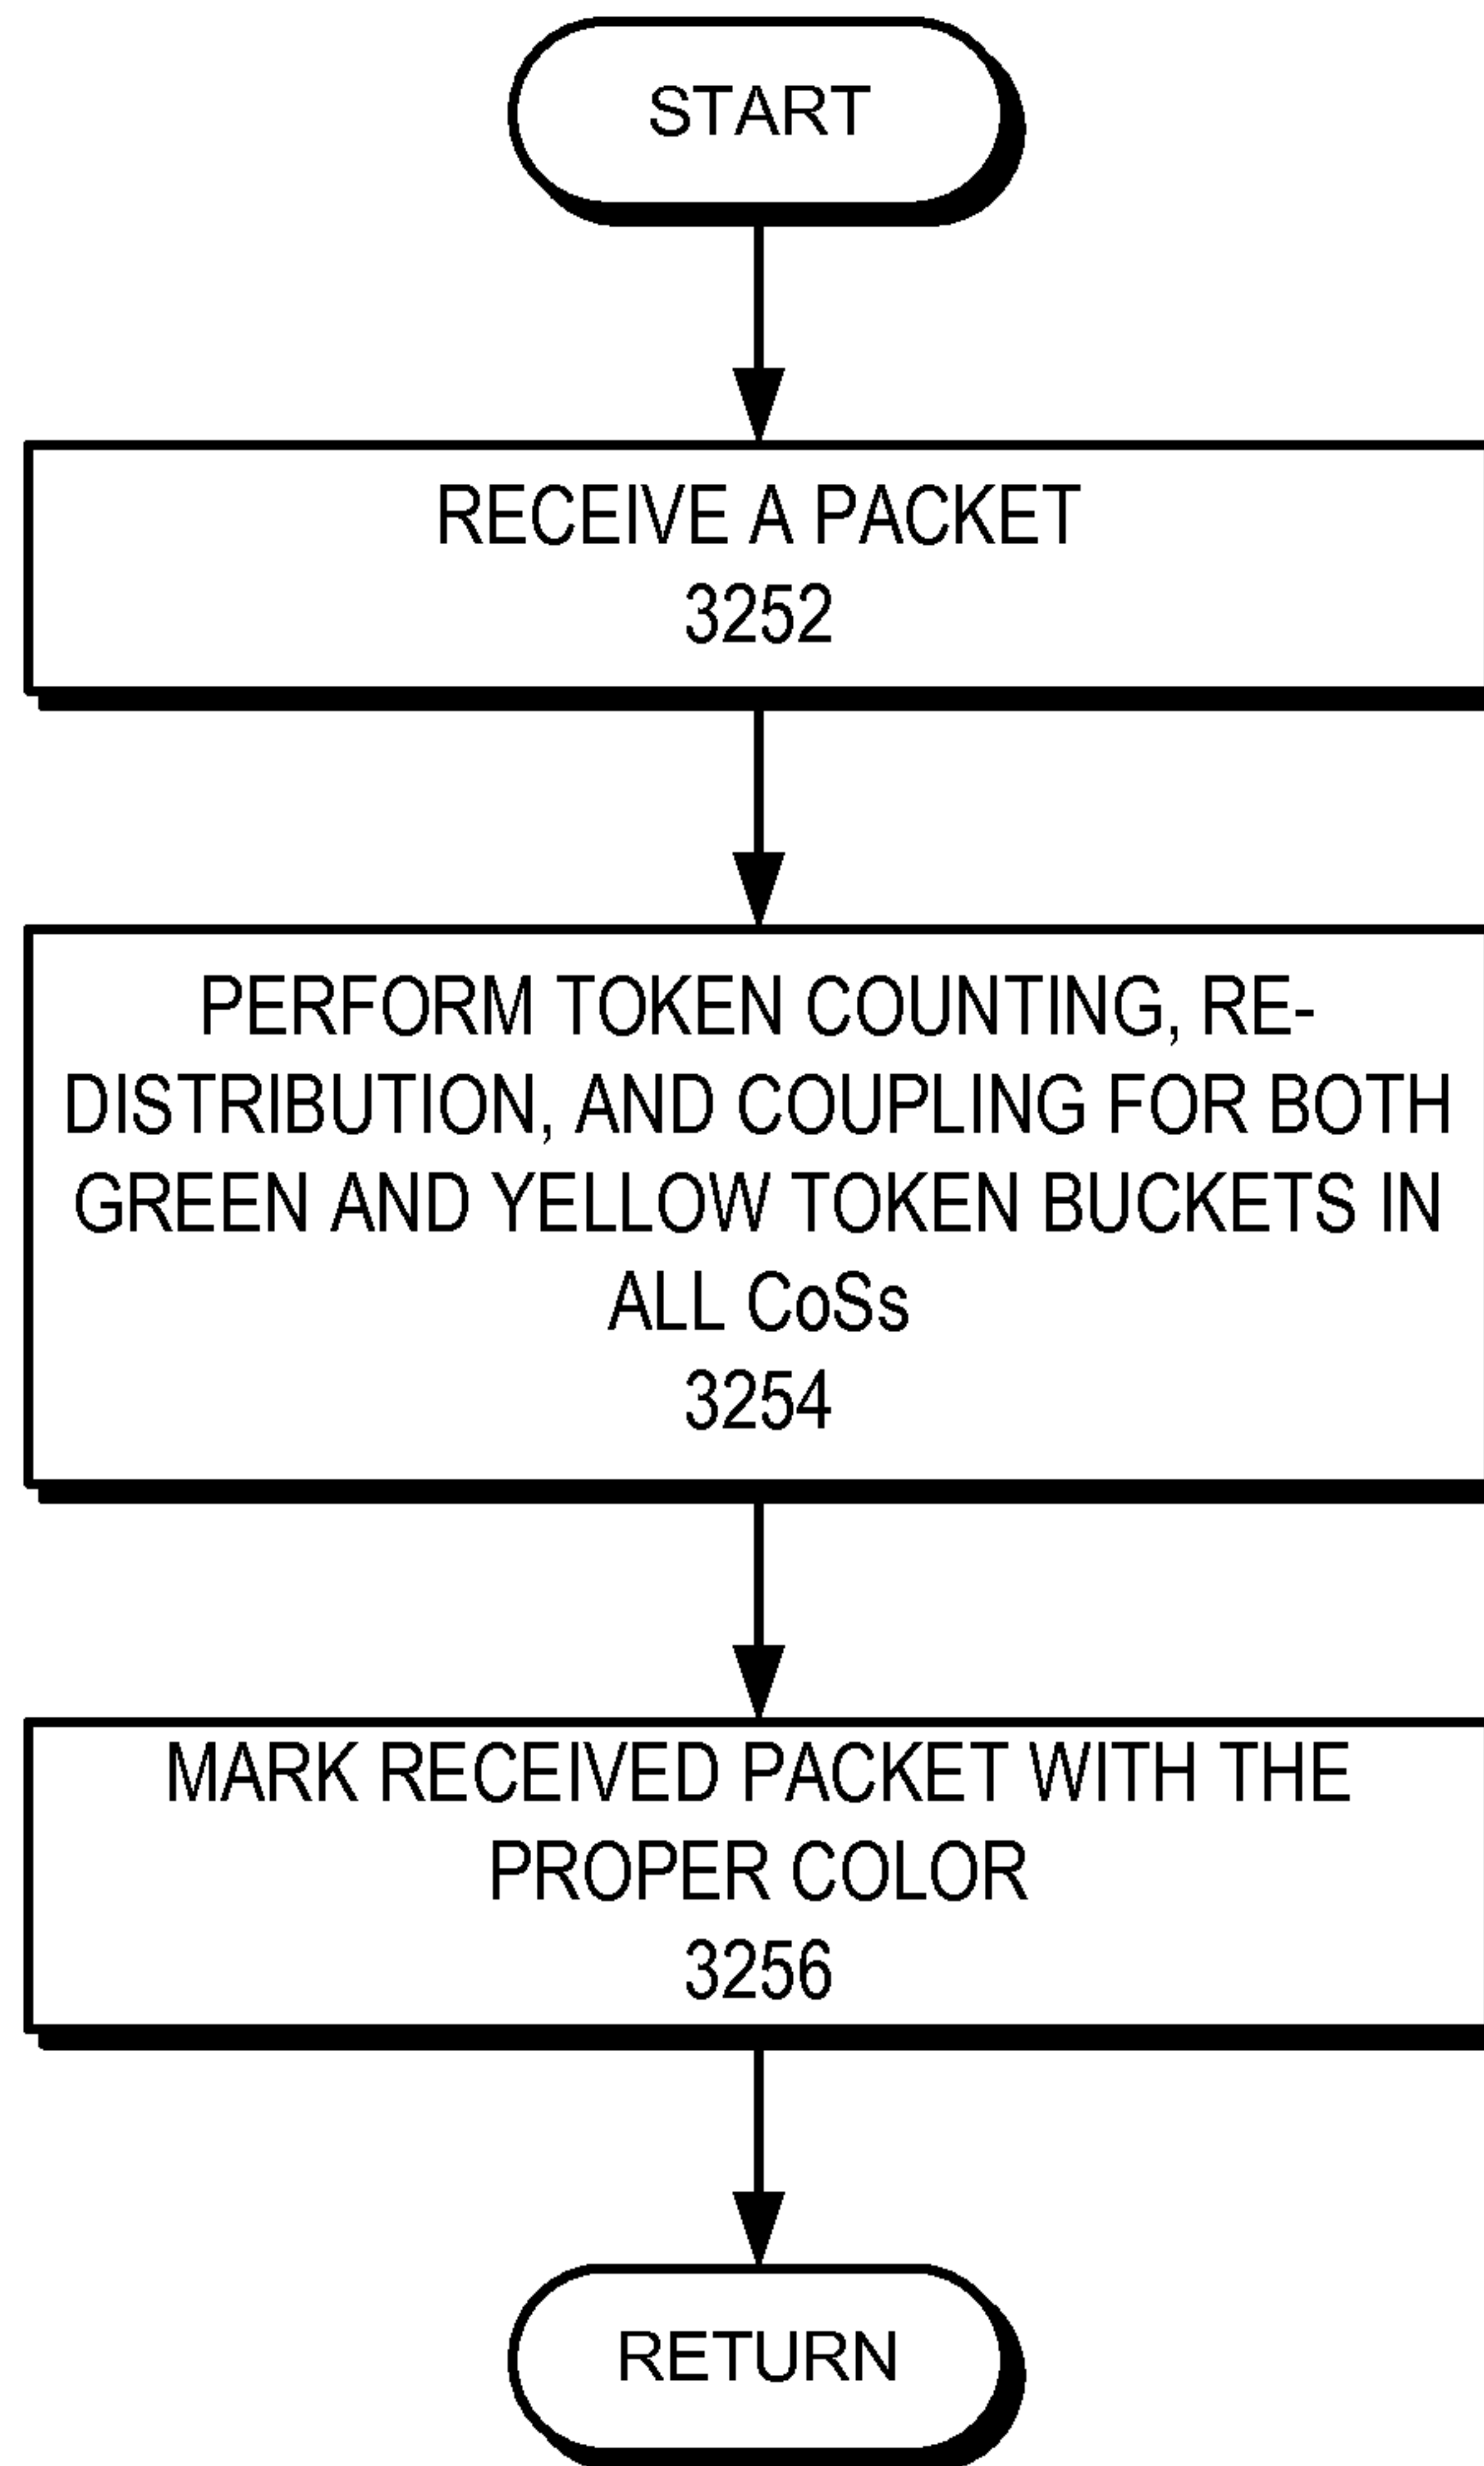 START
RECEIVE A PACKET
3252
PERFORM TOKEN COUNTING, RE-
DISTRIBUTION, AND COUPLING FOR BOTH
GREEN AND YELLOW TOKEN BUCKETS IN
ALL CoSs
3254
MARK RECEIVED PACKET WITH THE
PROPER COLOR
3256
RETURN